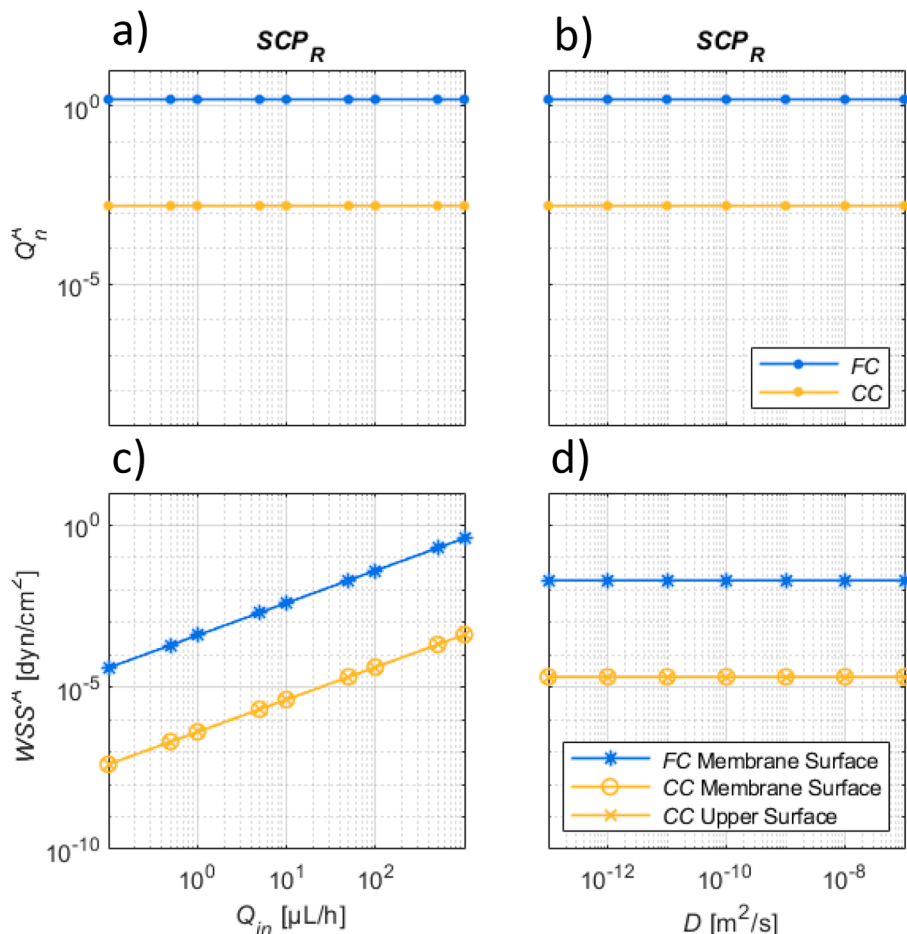 a)
SCP_R
b)
SCP_R
Q_n^A
10^0
10^-5
FC
CC
c)
d)
WSS^A [dyn/cm^2]
10^0
10^-5
10^-10
FC Membrane Surface
CC Membrane Surface
CC Upper Surface
10^0
10^1
10^2
10^-12
10^-10
10^-8
Q_in [µL/h]
D [m^2/s]